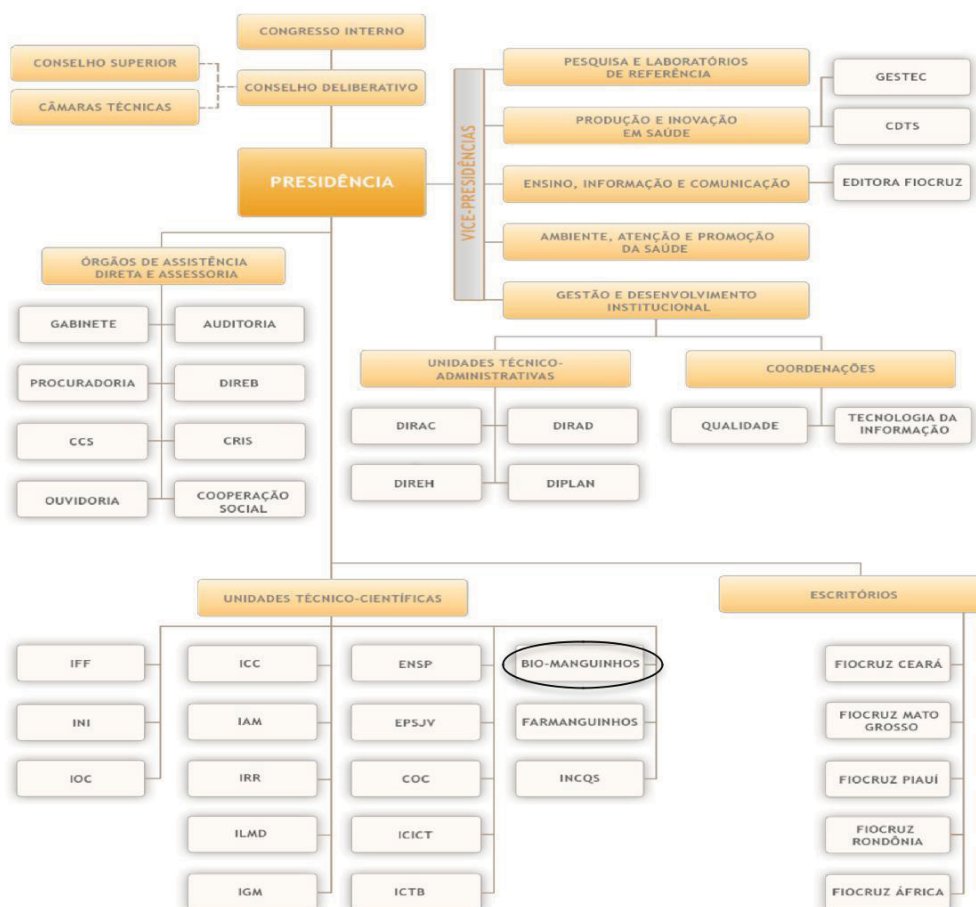 CONGRESSO INTERNO
CONSELHO SUPERIOR
CONSELHO DELIBERATIVO
CÂMARAS TÉCNICAS
PRESIDÊNCIA
VICE-PRESIDÊNCIAS
PESQUISA E LABORATÓRIOS
DE REFERÊNCIA
GESTEC
PRODUÇÃO E INOVAÇÃO
EM SAÚDE
CDTS
ENSINO, INFORMAÇÃO E COMUNICAÇÃO
EDITORA FIOCRUZ
AMBIENTE, ATENÇÃO E PROMOÇÃO
DA SAÚDE
GESTÃO E DESENVOLVIMENTO
INSTITUCIONAL
ÓRGÃOS DE ASSISTÊNCIA
DIRETA E ASSESSORIA
GABINETE
AUDITORIA
PROCURADORIA
DIREB
CCS
CRIS
OUVIDORIA
COOPERAÇÃO
SOCIAL
UNIDADES TÉCNICO-
ADMINISTRATIVAS
DIRAC
DIRAD
DIREH
DIPLAN
COORDENAÇÕES
QUALIDADE
TECNOLOGIA DA
INFORMAÇÃO
UNIDADES TÉCNICO-CIENTÍFICAS
IFF
INI
IOC
ICC
IAM
IRR
ILMD
IGM
ENSP
EPSJV
COC
ICICT
ICTB
BIO-MANGUINHOS
FARMANGUINHOS
INCQS
ESCRITÓRIOS
FIOCRUZ CEARÁ
FIOCRUZ MATO
GROSSO
FIOCRUZ PIAUÍ
FIOCRUZ
RONDÔNIA
FIOCRUZ ÁFRICA